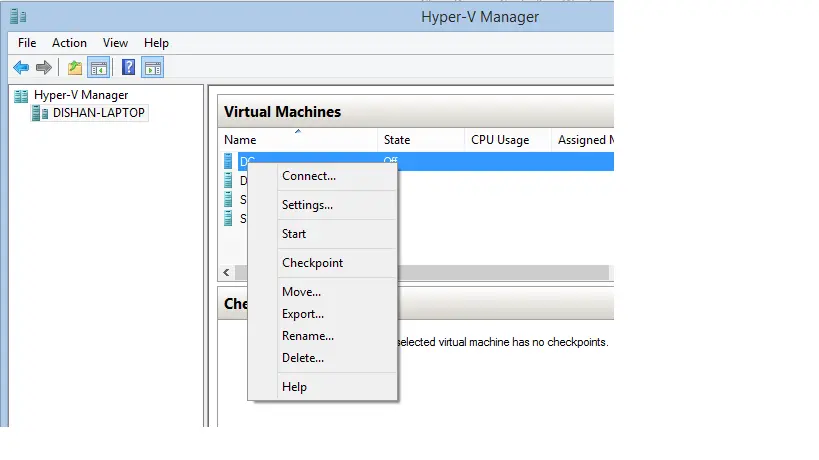 Hyper-V Manager
File Action View Help
Hyper-V Manager
DISHAN-LAPTOP
Virtual Machines
Name State CPU Usage Assigned M
DC Off
D
S
S
Connect...
Settings...
Start
Checkpoint
Move...
Export...
Rename...
Delete...
Help
Che
selected virtual machine has no checkpoints.